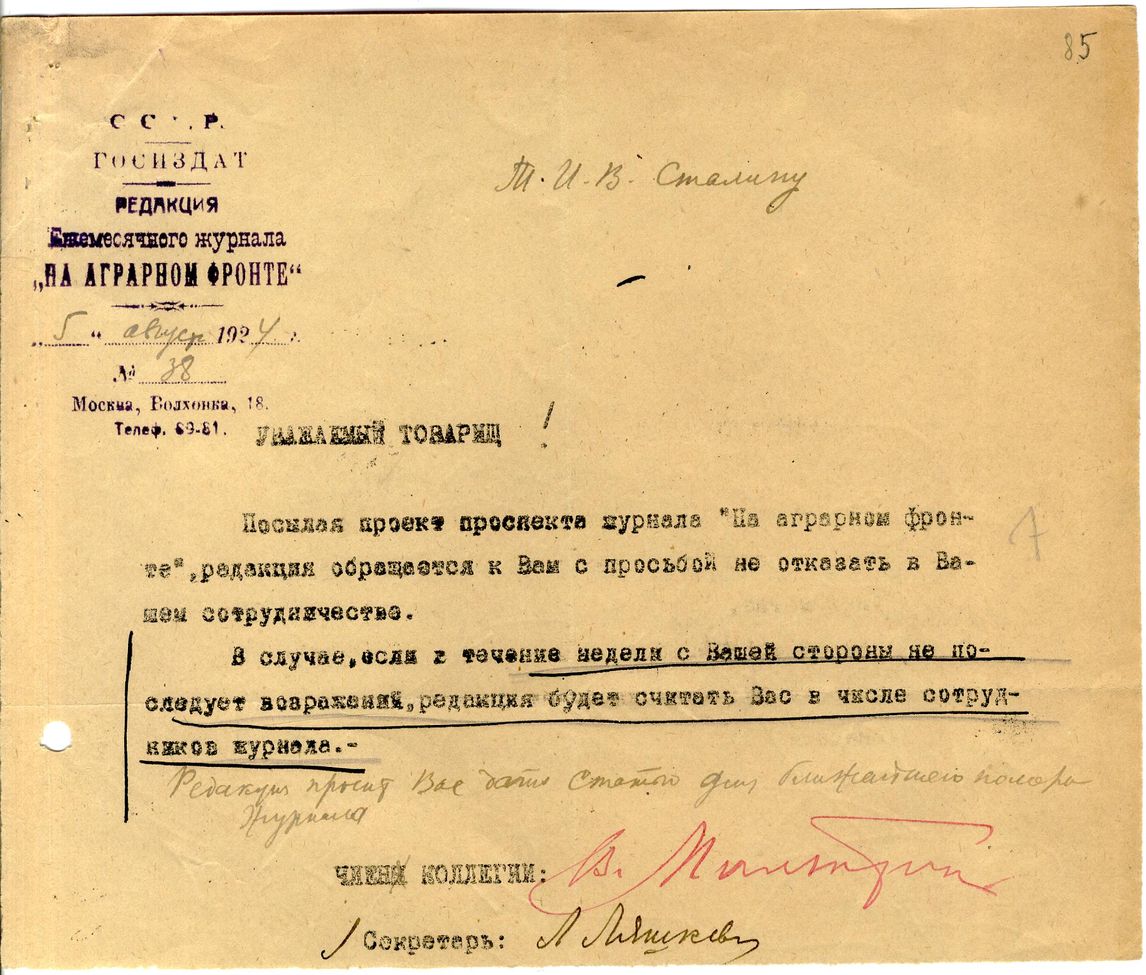 85
С С . . Р.
ГОСИЗДАТ
РЕДАКЦИЯ
Ежемесячного журнала
„НА АГРАРНОМ ФРОНТЕ“
„5“ август 1924 г.
№ 38
Москва, Волхонка, 18.
Телеф. 69-81.
Т. И. В. Сталину
УВАЖАЕМЫЙ ТОВАРИЩ !
Посылая проект проспекта журнала "На аграрном фрон-
те",редакция обращается к Вам с просьбой не отказать в Ва-
шем сотрудничестве.
В случае,если в течение недели с Вашей стороны не по-
следует возражений,редакция будет считать Вас в числе сотруд-
ников журнала.-
Редакция просит Вас дать статью для ближайшего номера
журнала
ЧЛЕН КОЛЛЕГИИ:
Секретарь: Л Ляшкевич